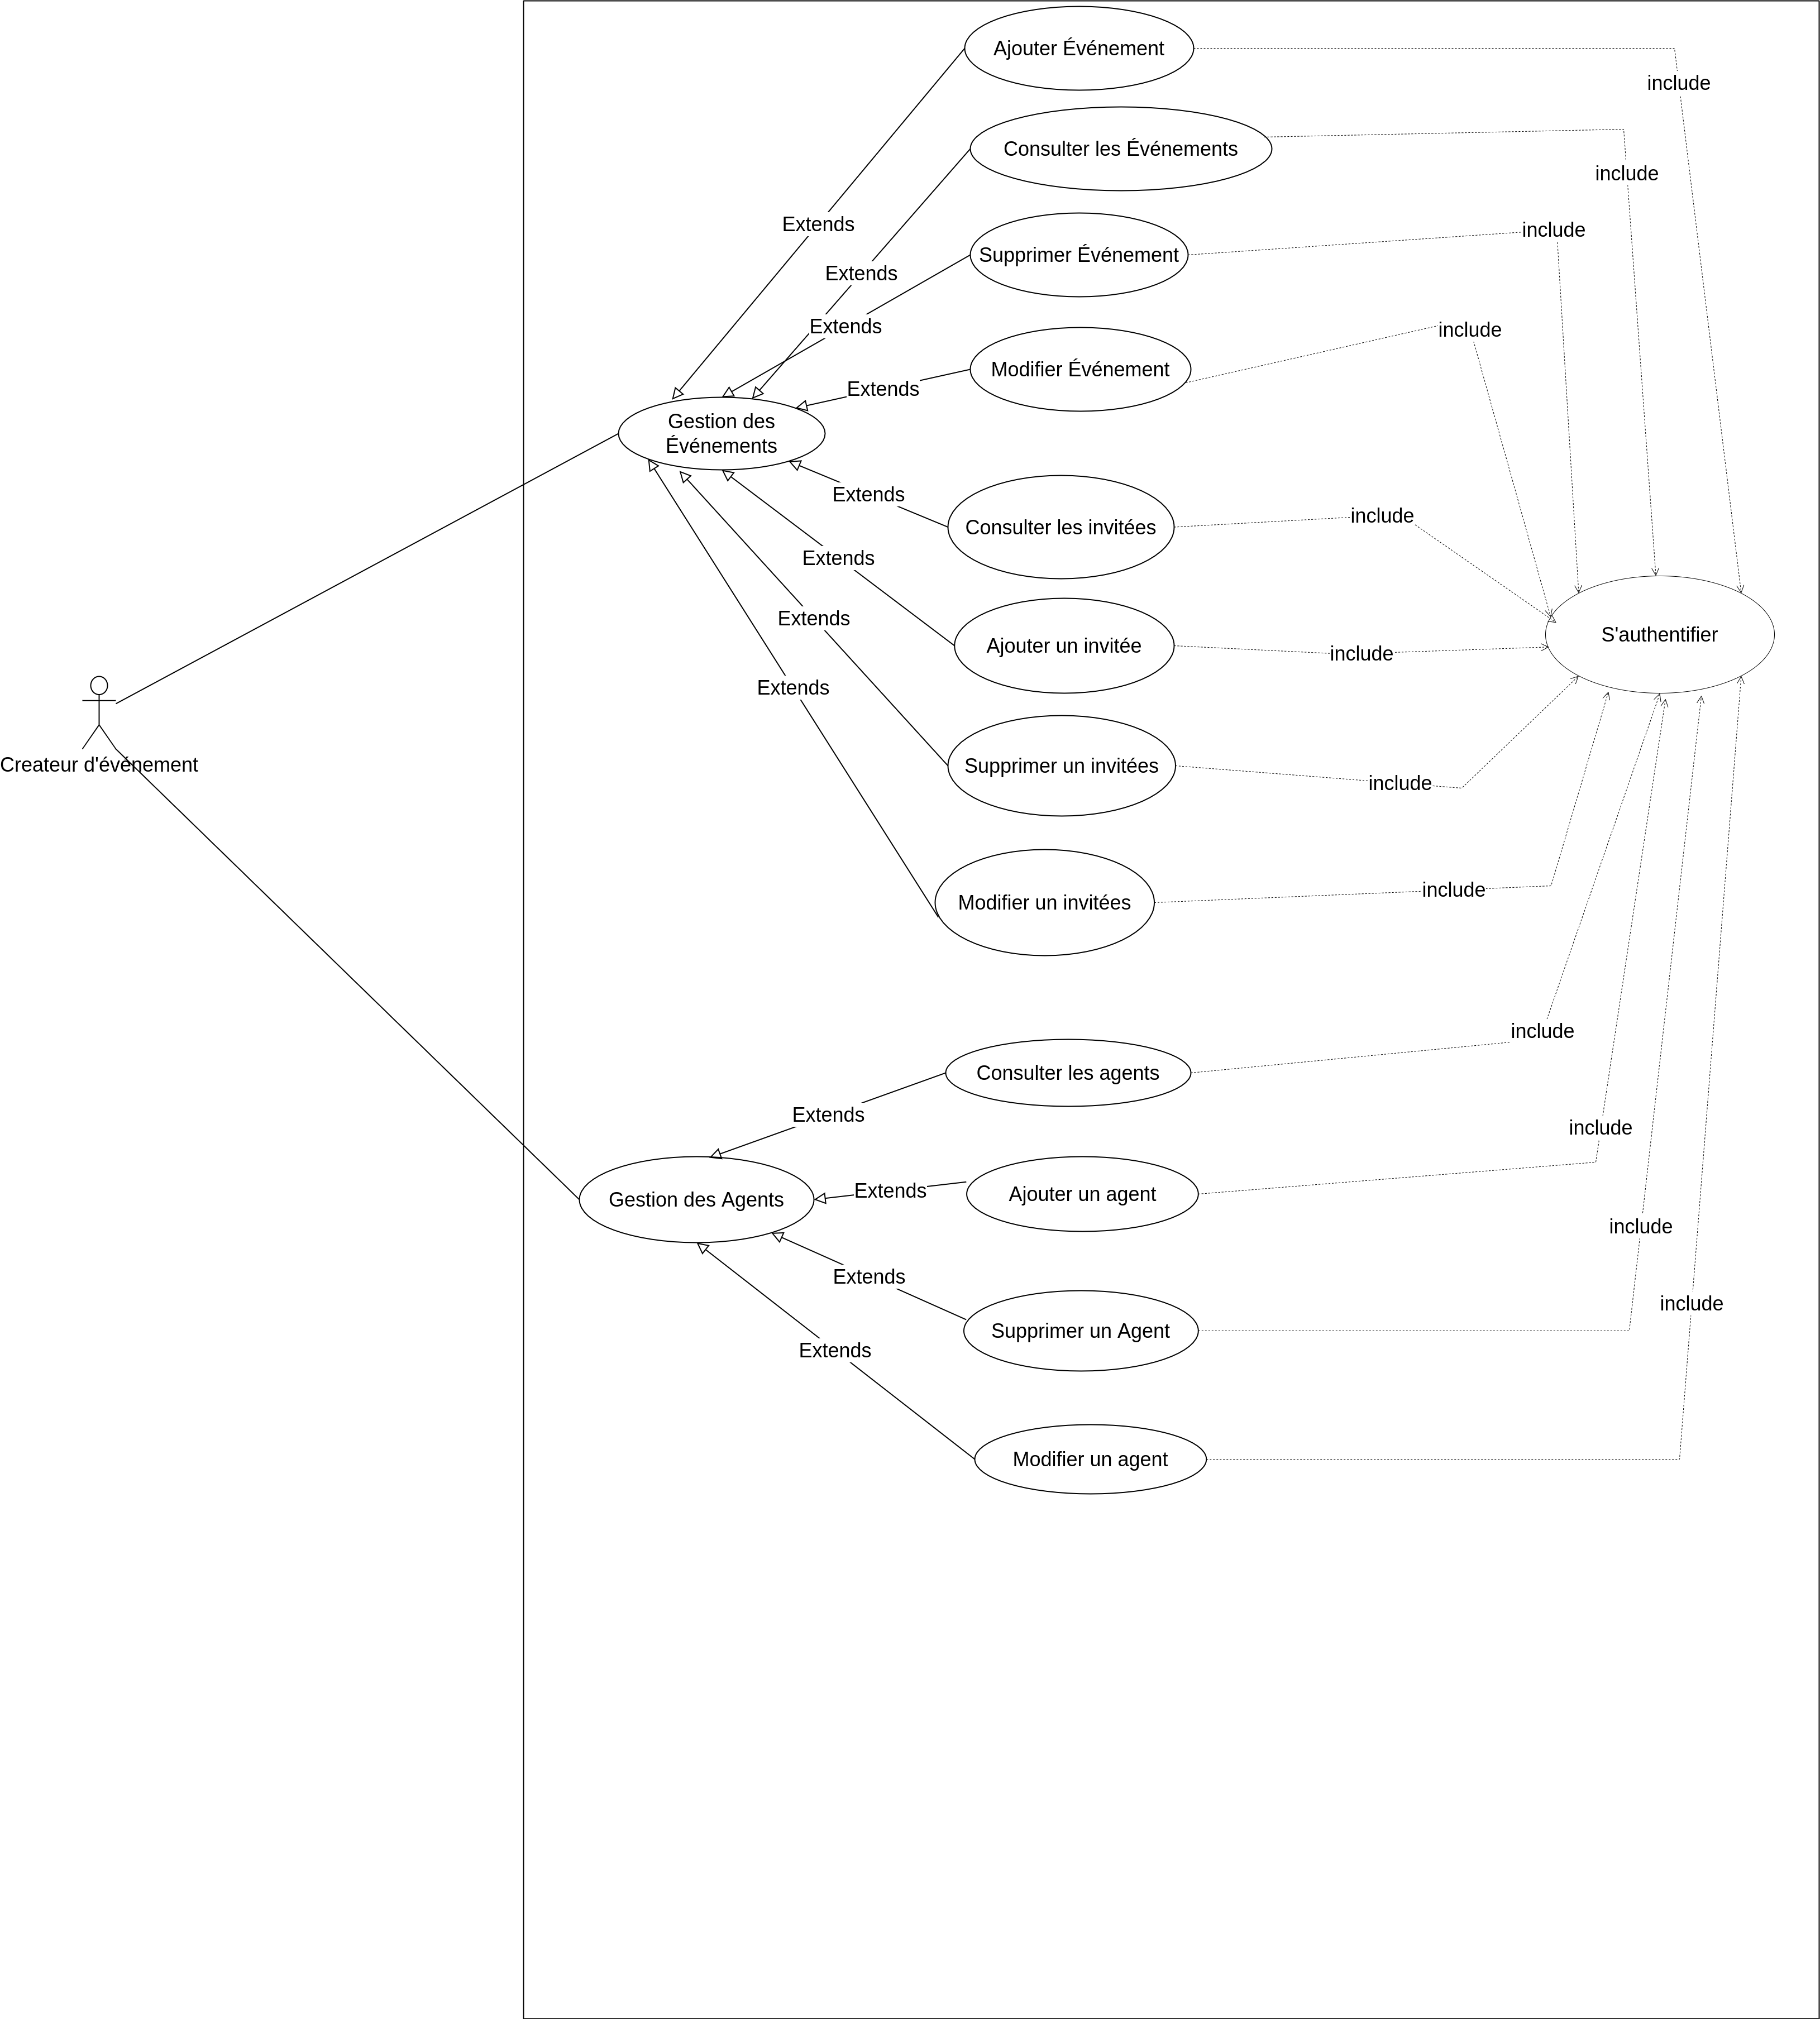 Ajouter Événement
include
Consulter les Événements
include
Extends
Supprimer Événement
include
Extends
Extends
Modifier Événement
include
Extends
Gestion des
Événements
Extends
Consulter les invitées
include
Extends
Extends
Ajouter un invitée
include
S'authentifier
Extends
Createur d'événement
Supprimer un invitées
include
Modifier un invitées
include
Consulter les agents
include
Extends
include
Gestion des Agents
Extends
Ajouter un agent
include
Extends
Supprimer un Agent
include
Extends
Modifier un agent